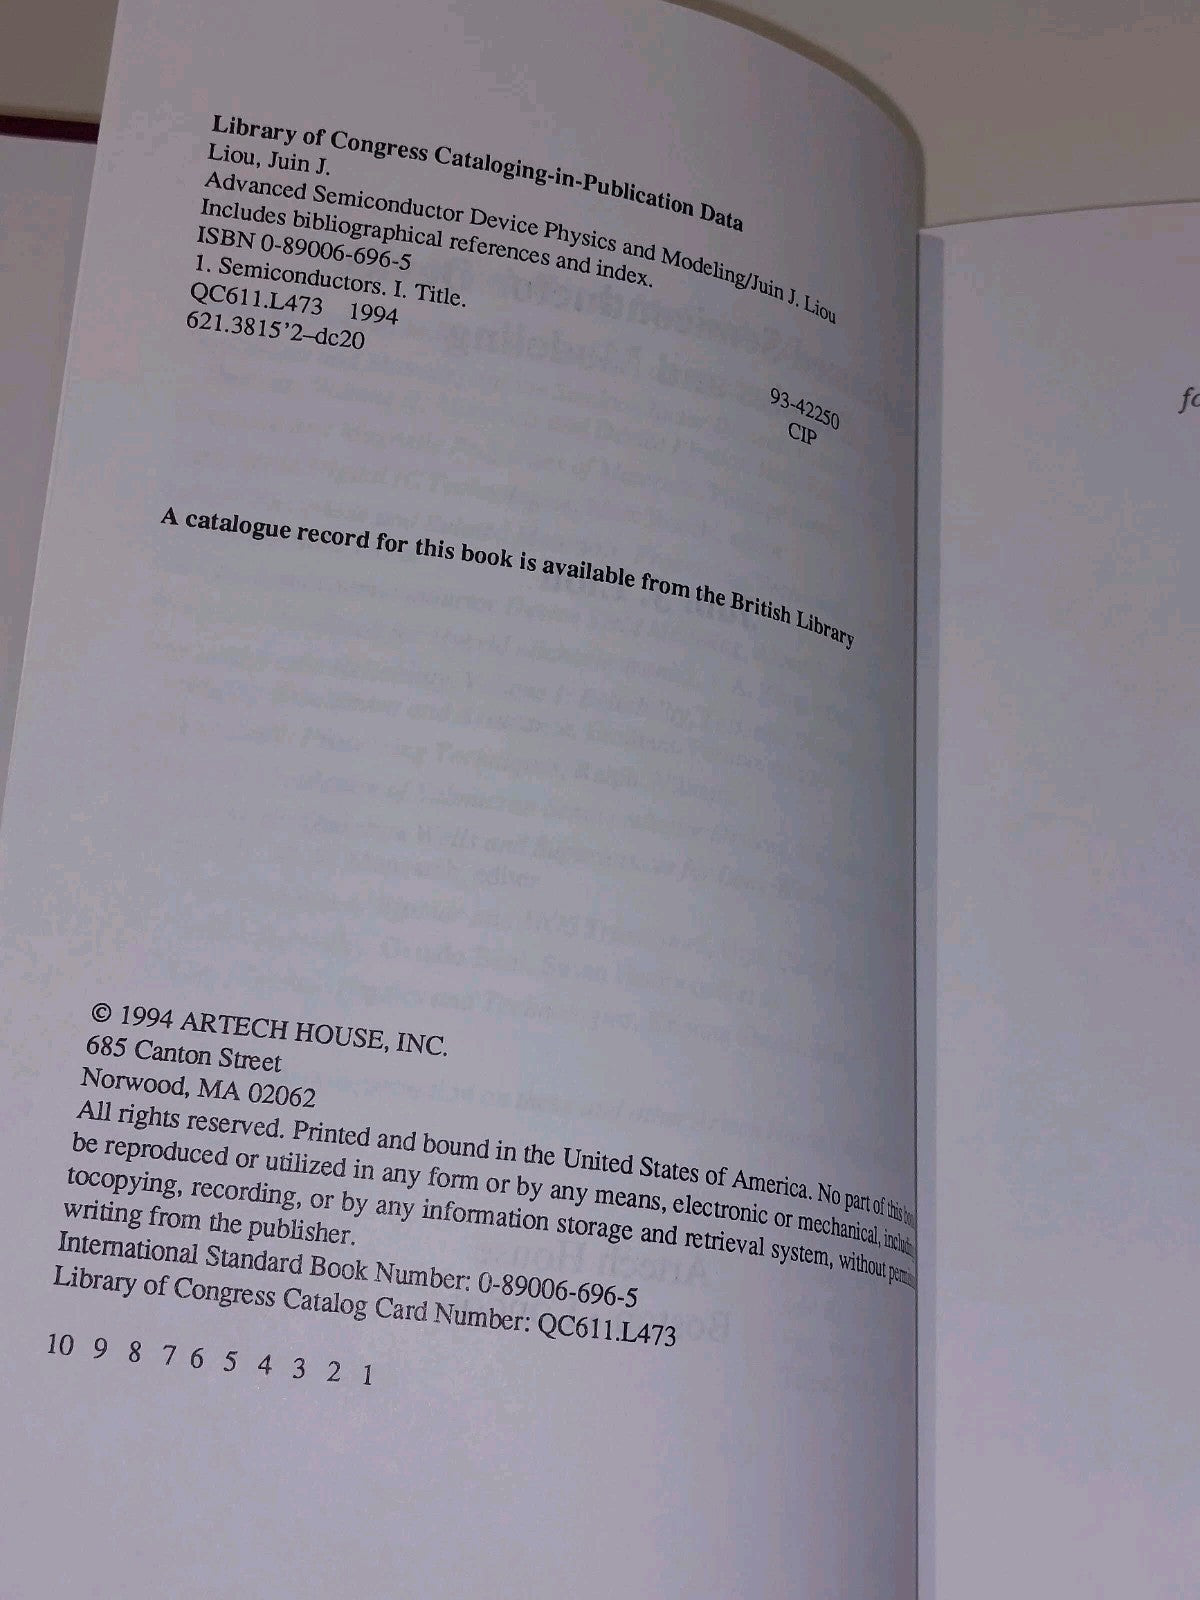 Library of Congress Cataloging-in-Publication Data
Liou, Juin J.
Advanced Semiconductor Device Physics and Modeling/Juin J. Liou
Includes bibliographical references and index.
ISBN 0-89006-696-5
1. Semiconductors. I. Title.
QC611.L473 1994
621.3815'2–dc20
93-42250
CIP
A catalogue record for this book is available from the British Library
© 1994 ARTECH HOUSE, INC.
685 Canton Street
Norwood, MA 02062
All rights reserved. Printed and bound in the United States of America. No part of this
be reproduced or utilized in any form or by any means, electronic or mechanical,
tocopying, recording, or by any information storage and retrieval system, without
writing from the publisher.
International Standard Book Number: 0-89006-696-5
Library of Congress Catalog Card Number: QC611.L473
10 9 8 7 6 5 4 3 2 1